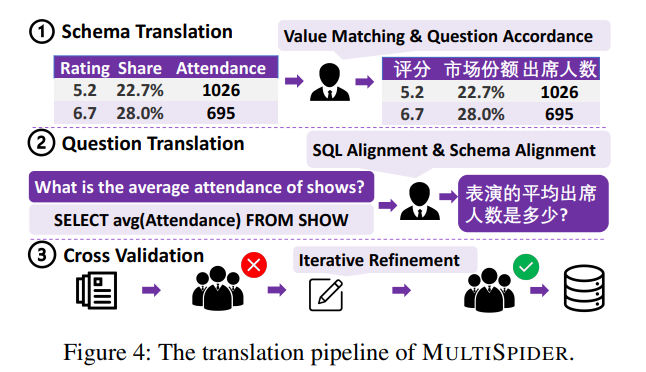 1 Schema Translation
Value Matching & Question Accordance
Rating Share Attendance
5.2 22.7% 1026
6.7 28.0% 695
评分 市场份额 出席人数
5.2 22.7% 1026
6.7 28.0% 695
2 Question Translation
SQL Alignment & Schema Alignment
What is the average attendance of shows?
SELECT avg(Attendance) FROM SHOW
表演的平均出席
人数是多少?
3 Cross Validation
Iterative Refinement
Figure 4: The translation pipeline of MULTISPIDER.